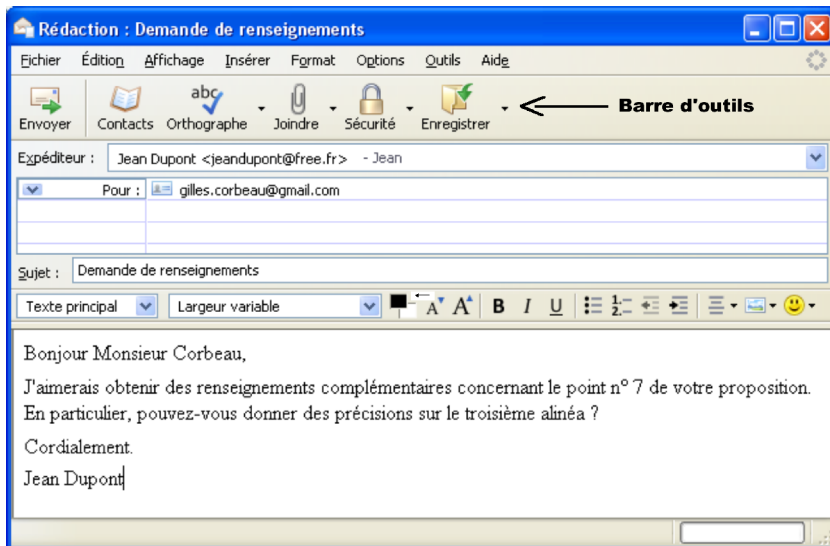 Rédaction : Demande de renseignements
Fichier Édition Affichage Insérer Format Options Outils Aide
Envoyer Contacts Orthographe Joindre Sécurité Enregistrer
Barre d'outils
Expéditeur : Jean Dupont <jeandupont@free.fr> - Jean
Pour : gilles.corbeau@gmail.com
Sujet : Demande de renseignements
Texte principal Largeur variable
Bonjour Monsieur Corbeau,
J'aimerais obtenir des renseignements complémentaires concernant le point n° 7 de votre proposition.
En particulier, pouvez-vous donner des précisions sur le troisième alinéa ?
Cordialement.
Jean Dupont